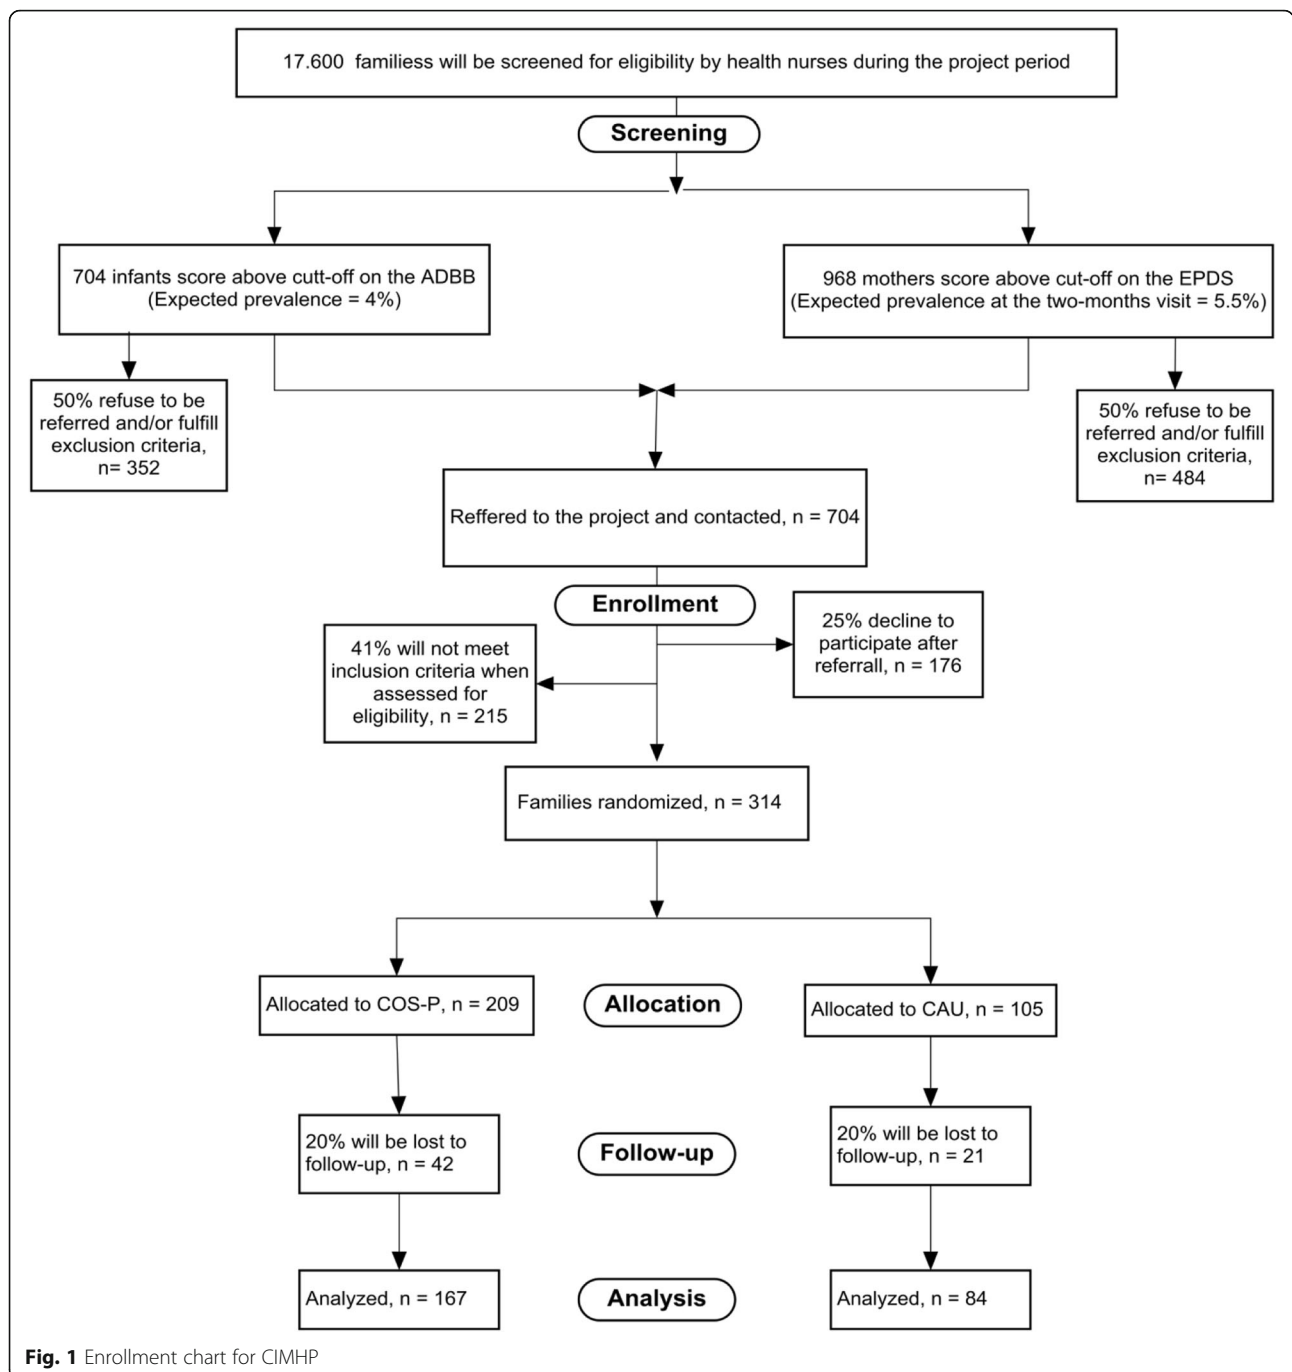 17.600 familiess will be screened for eligibility by health nurses during the project period
Screening
704 infants score above cutt-off on the ADBB
(Expected prevalence = 4%)
968 mothers score above cut-off on the EPDS
(Expected prevalence at the two-months visit = 5.5%)
50% refuse to be
referred and/or fulfill
exclusion criteria,
n= 352
50% refuse to be
referred and/or fulfill
exclusion criteria,
n= 484
Reffered to the project and contacted, n = 704
Enrollment
41% will not meet
inclusion criteria when
assessed for
eligibility, n = 215
25% decline to
participate after
referrall, n = 176
Families randomized, n = 314
Allocated to COS-P, n = 209
Allocation
Allocated to CAU, n = 105
20% will be lost to
follow-up, n = 42
Follow-up
20% will be lost to
follow-up, n = 21
Analyzed, n = 167
Analysis
Analyzed, n = 84
Fig. 1 Enrollment chart for CIMHP